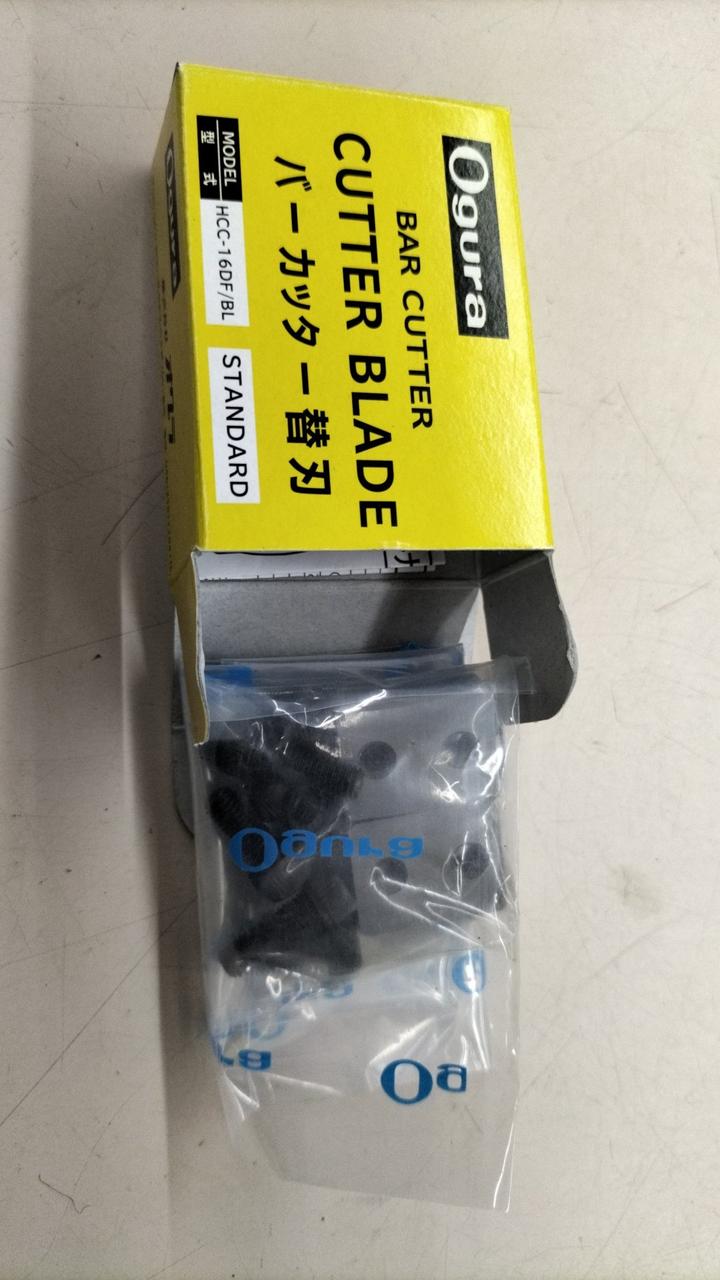 Ogura
BAR CUTTER
CUTTER BLADE
バーカッター替刃
MODEL
型式
HCC-16DF/BL
STANDARD
Ogura
Ogura